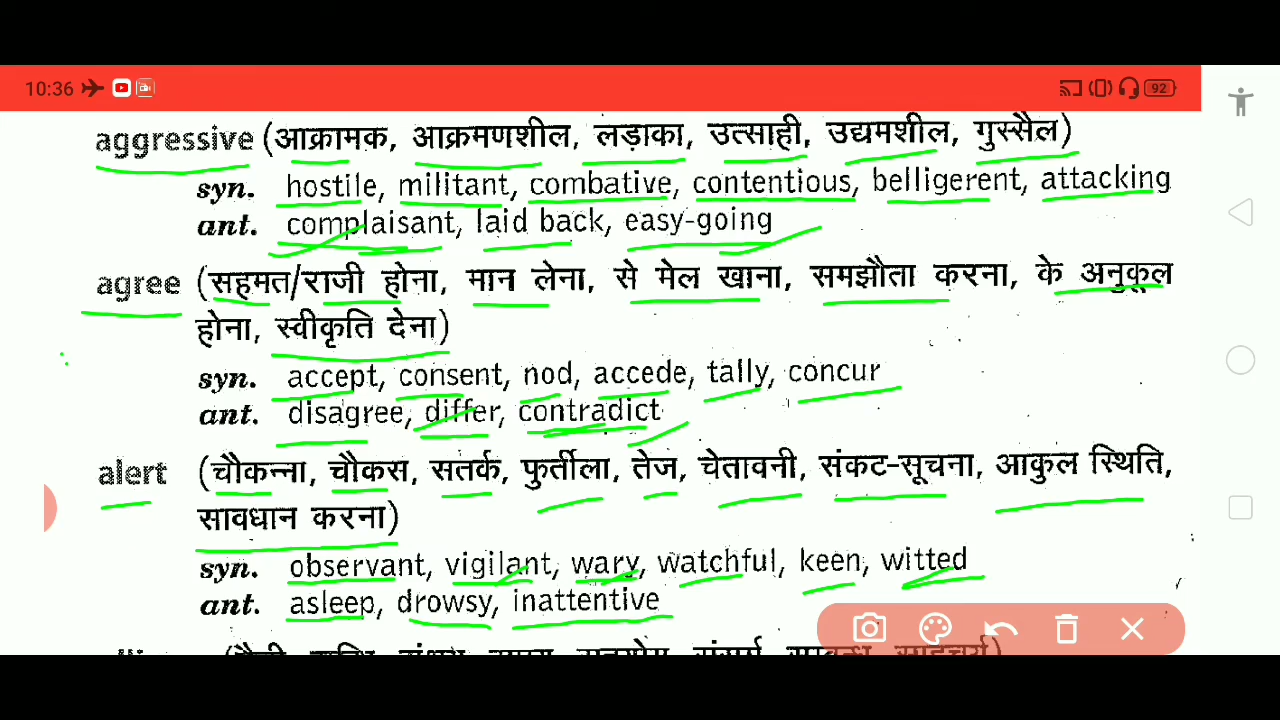 10:36
92
aggressive (आक्रामक, आक्रमणशील, लड़ाका, उत्साही, उद्यमशील, गुस्सैल)
syn. hostile, militant, combative, contentious, belligerent, attacking
ant. complaisant, laid back, easy-going
agree (सहमत/राजी होना, मान लेना, से मेल खाना, समझौता करना, के अनुकूल
होना, स्वीकृति देना)
syn. accept, consent, nod, accede, tally, concur
ant. disagree, differ, contradict
alert (चौकन्ना, चौकस, सतर्क, फुर्तीला, तेज, चेतावनी, संकट-सूचना, आकुल स्थिति,
सावधान करना)
syn. observant, vigilant, wary, watchful, keen, witted
ant. asleep, drowsy, inattentive